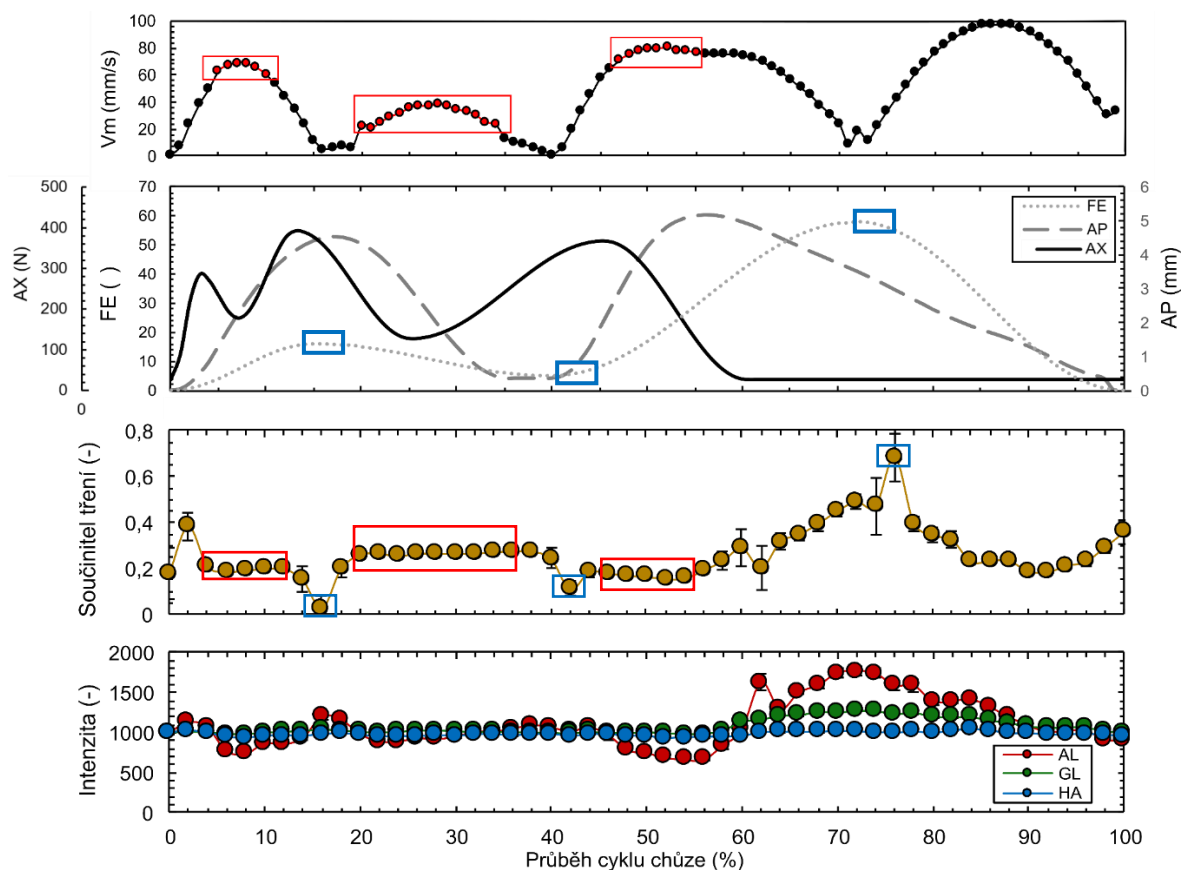 Vm (mm/s)
100
80
60
40
20
0
AX (N)
500
400
300
200
100
0
0
FE ( )
70
60
50
40
30
20
10
0
FE
AP
AX
AP (mm)
6
5
4
3
2
1
0
Součinitel tření (-)
0,8
0,6
0,4
0,2
0
Intenzita (-)
2000
1500
1000
500
0
AL
GL
HA
0 10 20 30 40 50 60 70 80 90 100
Průběh cyklu chůze (%)